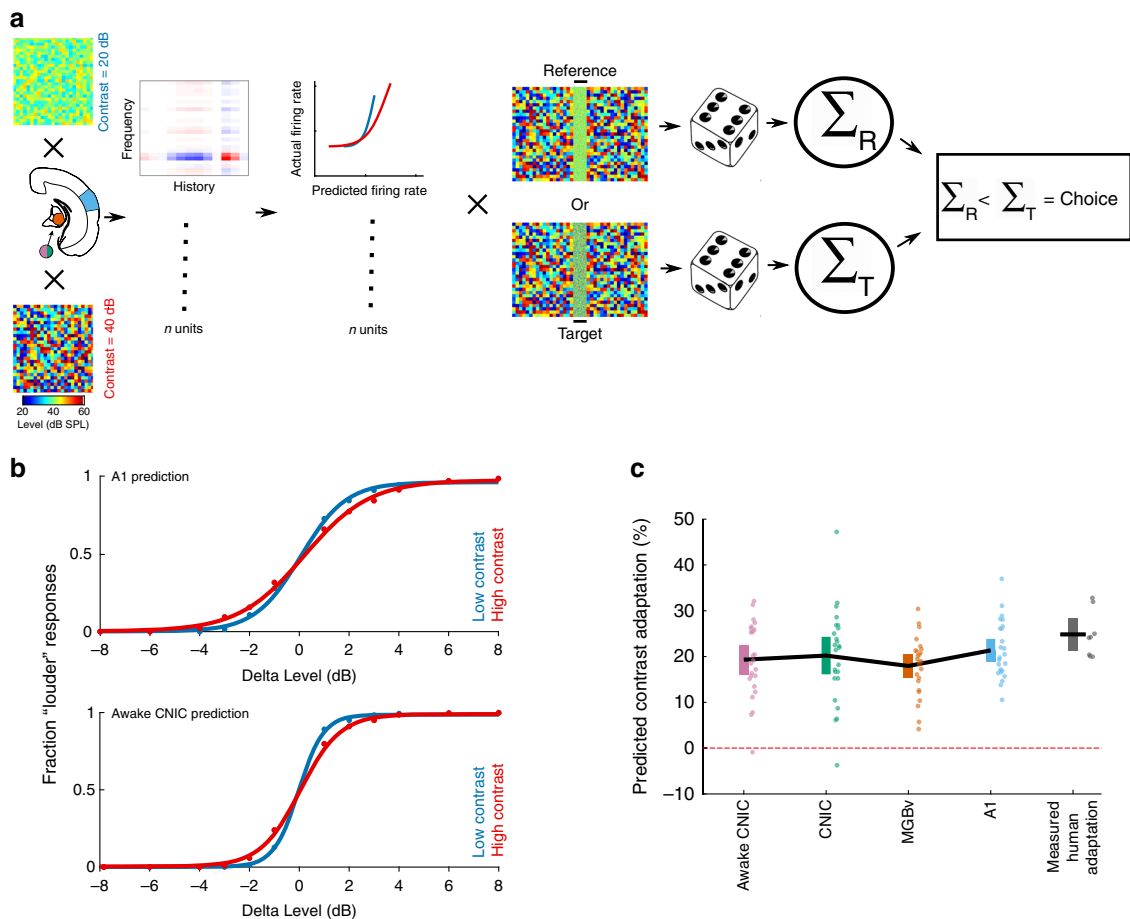 a
Contrast = 20 dB
Contrast = 40 dB
20 40 60
Level (dB SPL)
Frequency
History
n units
Actual firing rate
Predicted firing rate
n units
Reference
Or
Target
Σ_R
Σ_T
Σ_R < Σ_T = Choice
b
A1 prediction
1
0.5
0
−8 −6 −4 −2 0 2 4 6 8
Delta Level (dB)
Low contrast
High contrast
Fraction “louder” responses
Awake CNIC prediction
1
0.5
0
−8 −6 −4 −2 0 2 4 6 8
Delta Level (dB)
Low contrast
High contrast
c
Predicted contrast adaptation (%)
50
40
30
20
10
0
−10
Awake CNIC
CNIC
MGBv
A1
Measured
human
adaptation